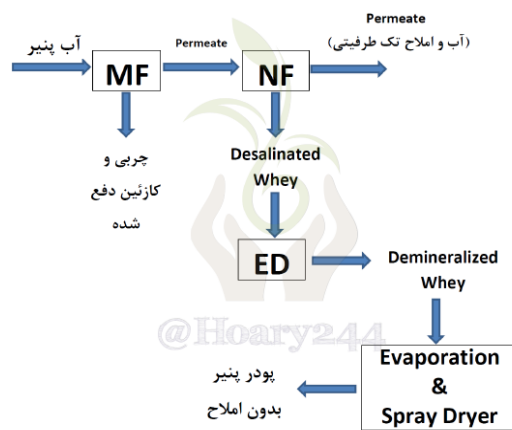 Permeate
(آب و املاح تک ظرفیتی)
آب پنیر
MF
Permeate
NF
چربی و
کازئین دفع
شده
Desalinated
Whey
ED
Demineralized
Whey
@Hoary244
Evaporation
&
Spray Dryer
پودر پنیر
بدون املاح